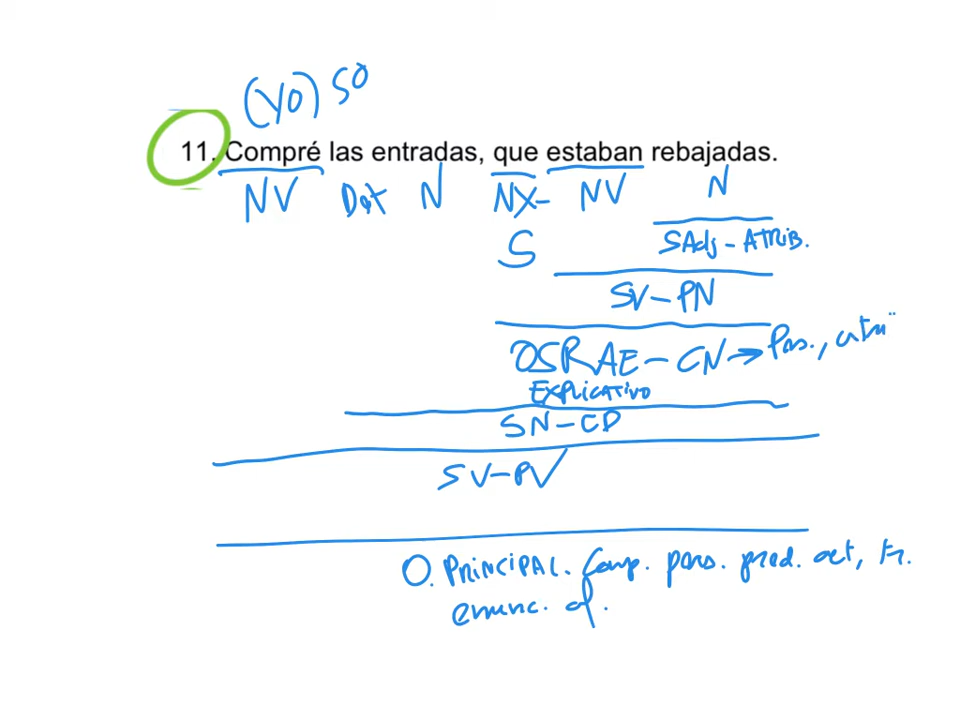 (YO) SO
11. Compré las entradas, que estaban rebajadas.
NV Det N NX- NV N
S SAdj - ATRIB.
SV-PN
OSRAE - CN → Pers., atri
EXPLICATIVO
SN-CD
SV-PV
O. PRINCIPAL. Comp. pers. pred. act, tr.
enunc. af.